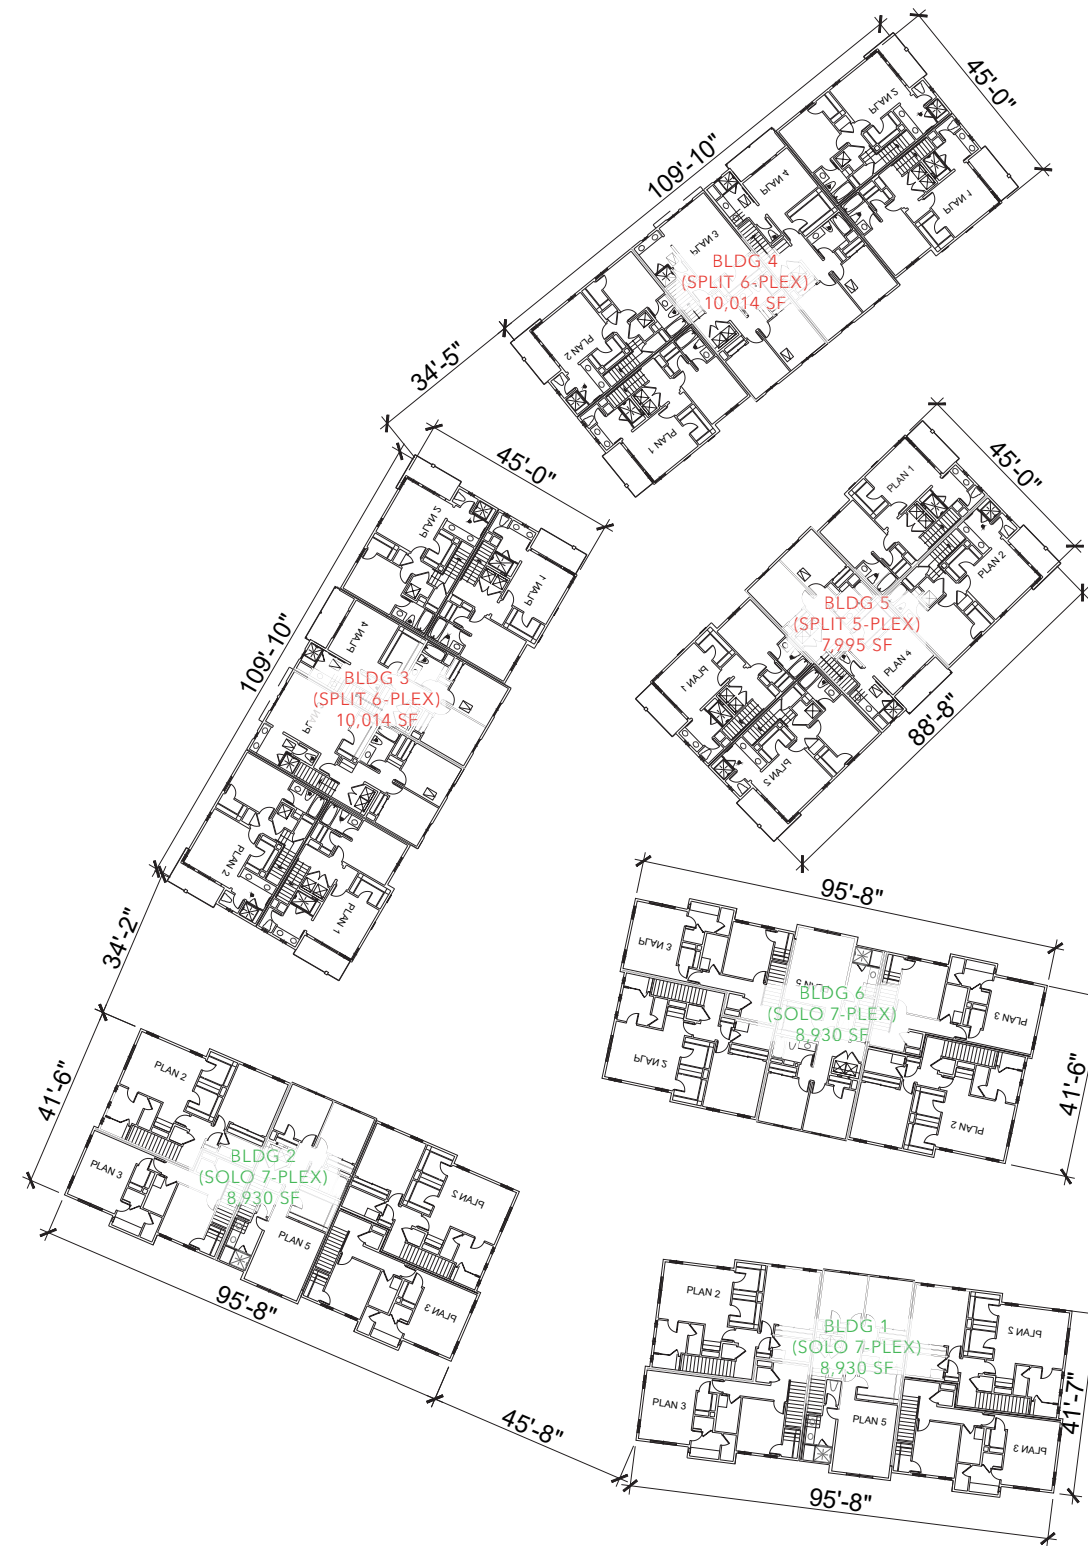 45'-0"
109'-10"
PLAN 2
PLAN 1
PLAN 4
PLAN 3
BLDG 4
(SPLIT 6-PLEX)
10,014 SF
PLAN 2
PLAN 1
34'-5"
45'-0"
PLAN 2
PLAN 1
109'-10"
PLAN 4
BLDG 3
(SPLIT 6-PLEX)
10,014 SF
PLAN 2
PLAN 1
45'-0"
PLAN 1
PLAN 2
BLDG 5
(SPLIT 5-PLEX)
7,995 SF
PLAN 4
PLAN 1
PLAN 2
88'-8"
34'-2"
95'-8"
PLAN 3
BLDG 6
(SOLO 7-PLEX)
8,930 SF
PLAN 3
PLAN 2
PLAN 2
41'-6"
41'-6"
PLAN 2
PLAN 3
BLDG 2
(SOLO 7-PLEX)
8,930 SF
PLAN 2
PLAN 5
PLAN 3
95'-8"
45'-8"
PLAN 2
BLDG 1
(SOLO 7-PLEX)
8,930 SF
PLAN 2
PLAN 3
PLAN 5
PLAN 3
41'-7"
95'-8"